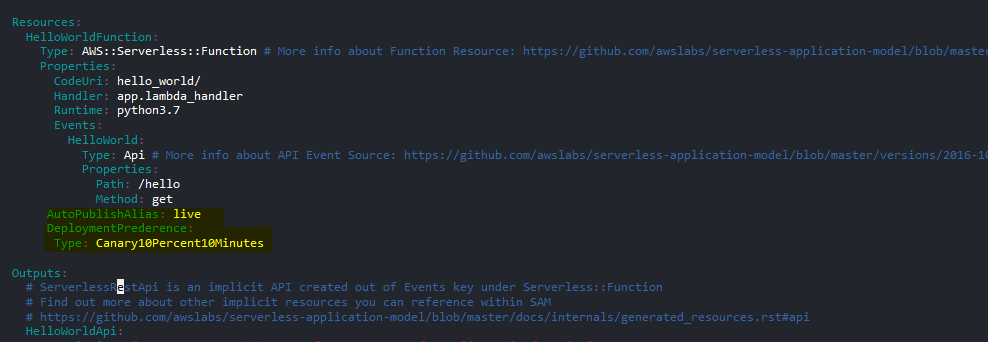 Resources:
HelloWorldFunction:
Type: AWS::Serverless::Function # More info about Function Resource: https://github.com/awslabs/serverless-application-model/blob/master
Properties:
CodeUri: hello_world/
Handler: app.lambda_handler
Runtime: python3.7
Events:
HelloWorld:
Type: Api # More info about API Event Source: https://github.com/awslabs/serverless-application-model/blob/master/versions/2016-10
Properties:
Path: /hello
Method: get
AutoPublishAlias: live
DeploymentPrederence:
Type: Canary10Percent10Minutes
Outputs:
# ServerlessRestApi is an implicit API created out of Events key under Serverless::Function
# Find out more about other implicit resources you can reference within SAM
# https://github.com/awslabs/serverless-application-model/blob/master/docs/internals/generated_resources.rst#api
HelloWorldApi: